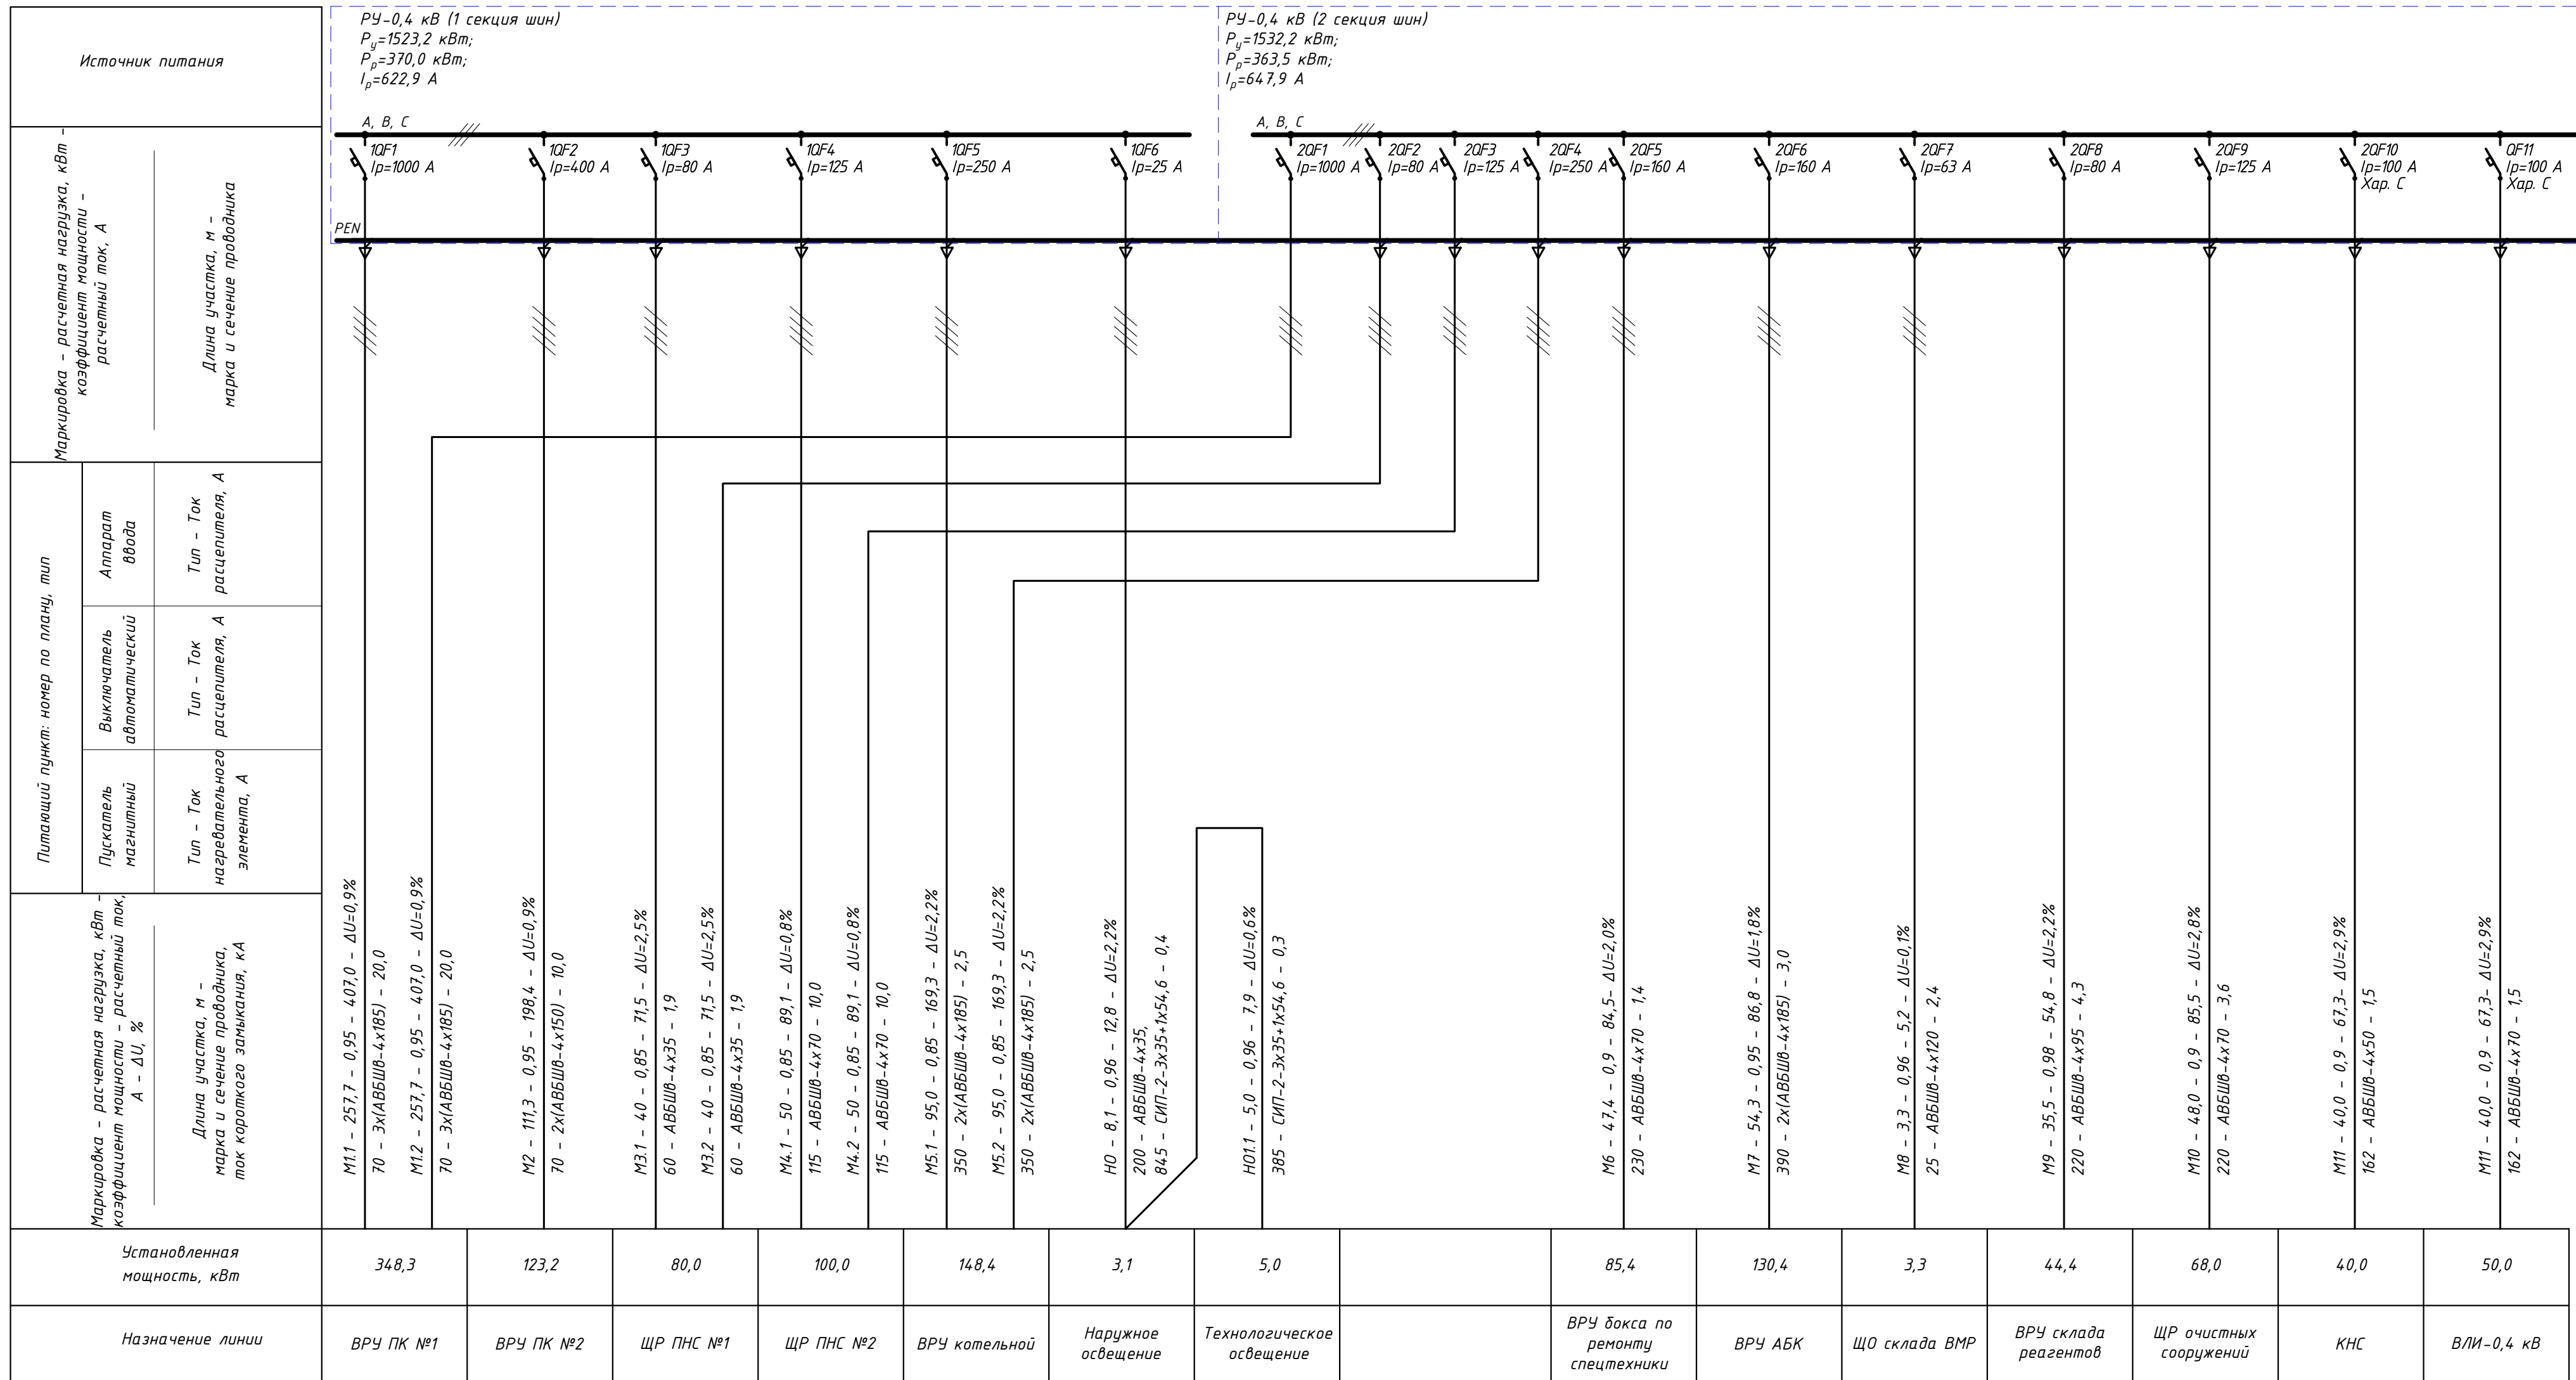 Источник питания
РУ-0,4 кВ (1 секция шин)
Pу=1523,2 кВт;
Pр=370,0 кВт;
Iр=622,9 А
РУ-0,4 кВ (2 секция шин)
Pу=1532,2 кВт;
Pр=363,5 кВт;
Iр=647,9 А
А, В, С
1QF1
Iр=1000 А
1QF2
Iр=400 А
1QF3
Iр=80 А
1QF4
Iр=125 А
1QF5
Iр=250 А
1QF6
Iр=25 А
А, В, С
2QF1
Iр=1000 А
2QF2
Iр=80 А
2QF3
Iр=125 А
2QF4
Iр=250 А
2QF5
Iр=160 А
2QF6
Iр=160 А
2QF7
Iр=63 А
2QF8
Iр=80 А
2QF9
Iр=125 А
2QF10
Iр=100 А
Хар. С
QF11
Iр=100 А
Хар. С
PEN
Маркировка - расчетная нагрузка, кВт -
коэффициент мощности -
расчетный ток, А
Длина участка, м -
марка и сечение проводника
Питающий пункт: номер по плану, тип
Аппарат
ввода
Тип - Ток
расцепителя, А
Выключатель
автоматический
Тип - Ток
расцепителя, А
Пускатель
магнитный
Тип - Ток
нагревательного
элемента, А
Маркировка - расчетная нагрузка, кВт -
коэффициент мощности - расчетный ток,
А - ΔU, %
Длина участка, м -
марка и сечение проводника,
ток короткого замыкания, кА
М1.1 - 257,7 - 0,95 - 407,0 - ΔU=0,9%
70 - 3х(АВБШв-4х185) - 20,0
М1.2 - 257,7 - 0,95 - 407,0 - ΔU=0,9%
70 - 3х(АВБШв-4х185) - 20,0
М2 - 111,3 - 0,95 - 198,4 - ΔU=0,9%
70 - 2х(АВБШв-4х150) - 10,0
М3.1 - 40 - 0,85 - 71,5 - ΔU=2,5%
60 - АВБШв-4х35 - 1,9
М3.2 - 40 - 0,85 - 71,5 - ΔU=2,5%
60 - АВБШв-4х35 - 1,9
М4.1 - 50 - 0,85 - 89,1 - ΔU=0,8%
115 - АВБШв-4х70 - 10,0
М4.2 - 50 - 0,85 - 89,1 - ΔU=0,8%
115 - АВБШв-4х70 - 10,0
М5.1 - 95,0 - 0,85 - 169,3 - ΔU=2,2%
350 - 2х(АВБШв-4х185) - 2,5
М5.2 - 95,0 - 0,85 - 169,3 - ΔU=2,2%
350 - 2х(АВБШв-4х185) - 2,5
НО - 8,1 - 0,96 - 12,8 - ΔU=2,2%
200 - АВБШв-4х35,
845 - СИП-2-3х35+1х54,6 - 0,4
НО1.1 - 5,0 - 0,96 - 7,9 - ΔU=0,6%
385 - СИП-2-3х35+1х54,6 - 0,3
М6 - 47,4 - 0,9 - 84,5- ΔU=2,0%
230 - АВБШв-4х70 - 1,4
М7 - 54,3 - 0,95 - 86,8 - ΔU=1,8%
390 - 2х(АВБШв-4х185) - 3,0
М8 - 3,3 - 0,96 - 5,2 - ΔU=0,1%
25 - АВБШв-4х120 - 2,4
М9 - 35,5 - 0,98 - 54,8 - ΔU=2,2%
220 - АВБШв-4х95 - 4,3
М10 - 48,0 - 0,9 - 85,5 - ΔU=2,8%
220 - АВБШв-4х70 - 3,6
М11 - 40,0 - 0,9 - 67,3- ΔU=2,9%
162 - АВБШв-4х50 - 1,5
М11 - 40,0 - 0,9 - 67,3- ΔU=2,9%
162 - АВБШв-4х70 - 1,5
Установленная
мощность, кВт
348,3
123,2
80,0
100,0
148,4
3,1
5,0
85,4
130,4
3,3
44,4
68,0
40,0
50,0
Назначение линии
ВРУ ПК №1
ВРУ ПК №2
ЩР ПНС №1
ЩР ПНС №2
ВРУ котельной
Наружное
освещение
Технологическое
освещение
ВРУ бокса по
ремонту
спецтехники
ВРУ АБК
ЩО склада ВМР
ВРУ склада
реагентов
ЩР очистных
сооружений
КНС
ВЛИ-0,4 кВ